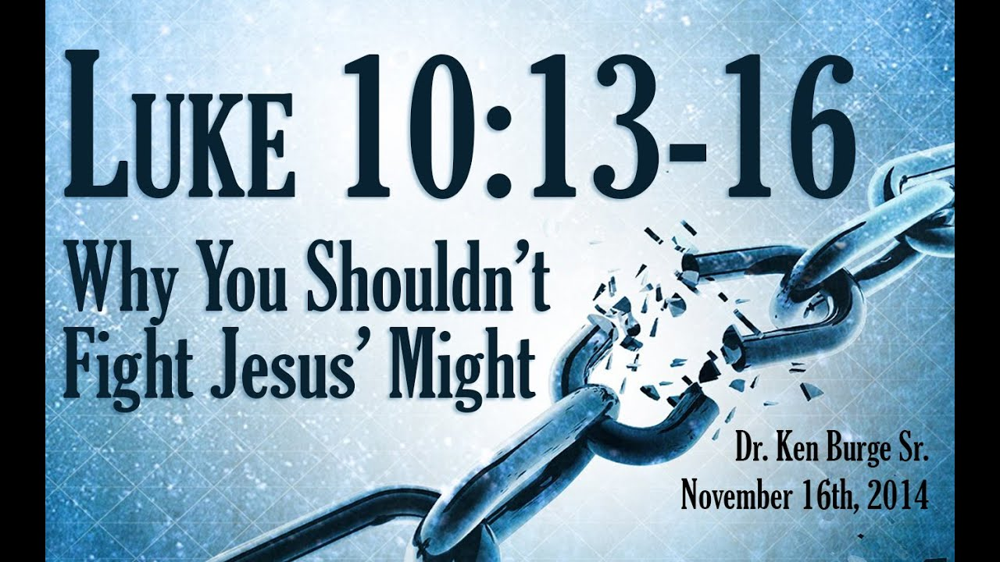 Luke 10:13-16
Why You Shouldn't
Fight Jesus' Might
Dr. Ken Burge Sr.
November 16th, 2014